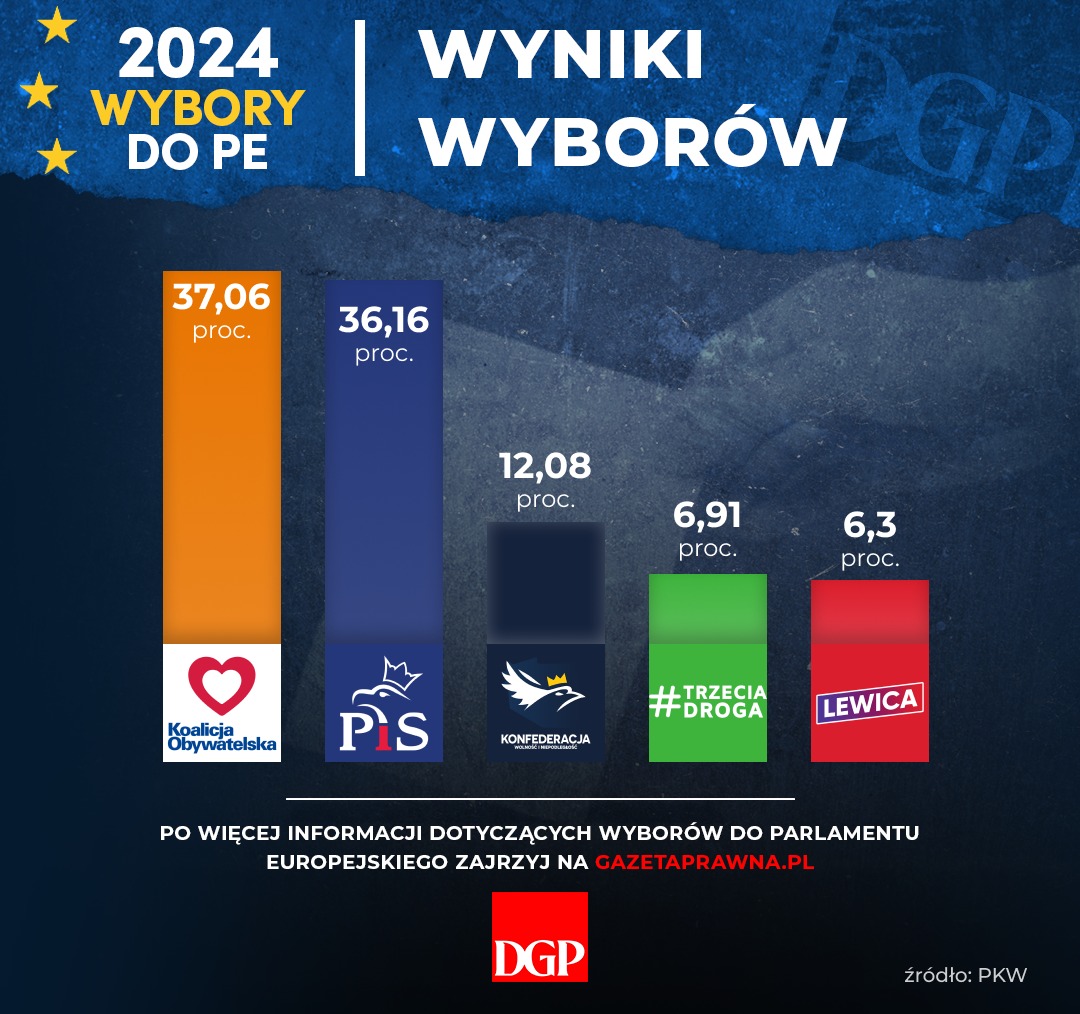 2024
WYBORY
DO PE
WYNIKI
WYBORÓW
DGP
37,06
proc.
36,16
proc.
12,08
proc.
6,91
proc.
6,3
proc.
Koalicja
Obywatelska
PiS
KONFEDERACJA
WOLNOŚĆ I NIEPODLEGŁOŚĆ
#TRZECIA
DROGA
LEWICA
PO WIĘCEJ INFORMACJI DOTYCZĄCYCH WYBORÓW DO PARLAMENTU
EUROPEJSKIEGO ZAJRZYJ NA GAZETAPRAWNA.PL
DGP
źródło: PKW